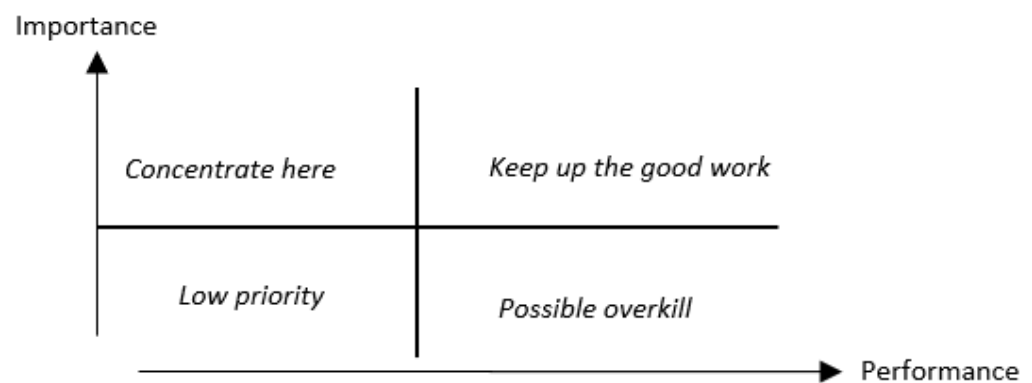 Importance
Concentrate here
Keep up the good work
Low priority
Possible overkill
Performance